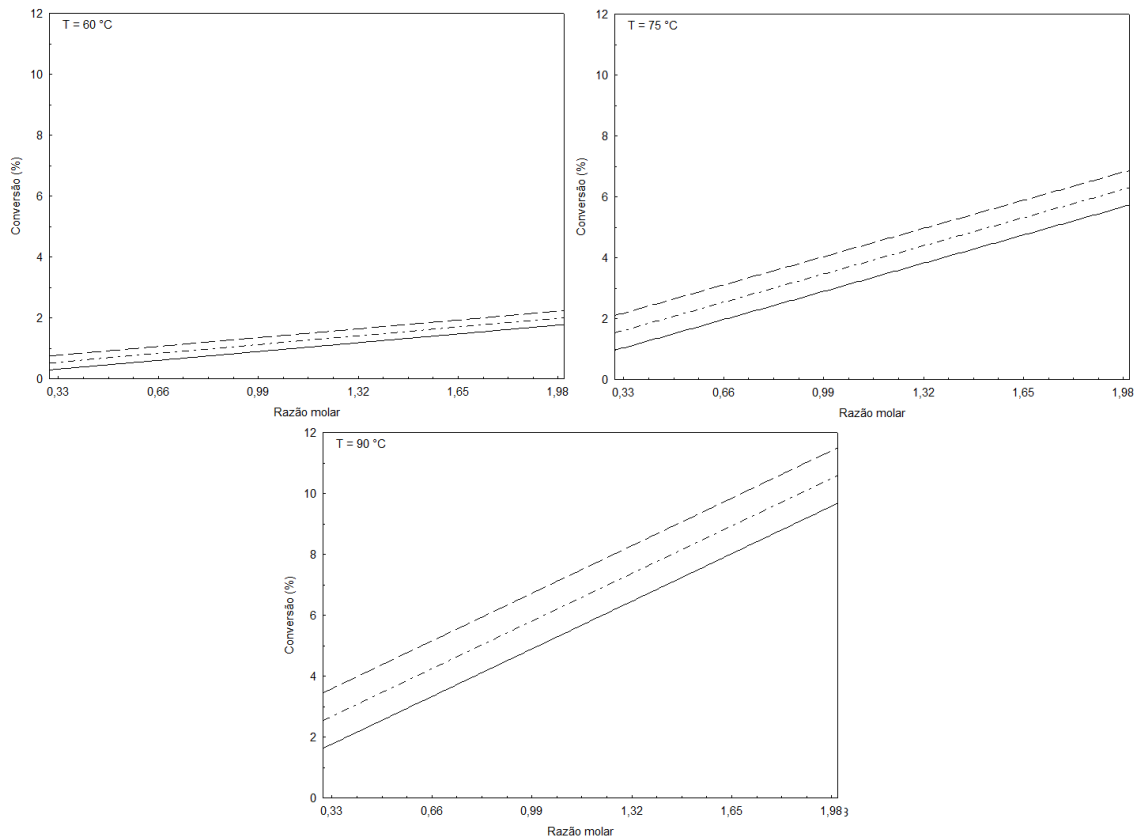 T = 60 °C
Conversão (%)
12
10
8
6
4
2
0
0,33 0,66 0,99 1,32 1,65 1,98
Razão molar
T = 75 °C
Conversão (%)
12
10
8
6
4
2
0
0,33 0,66 0,99 1,32 1,65 1,98
Razão molar
T = 90 °C
Conversão (%)
12
10
8
6
4
2
0
0,33 0,66 0,99 1,32 1,65 1,983
Razão molar